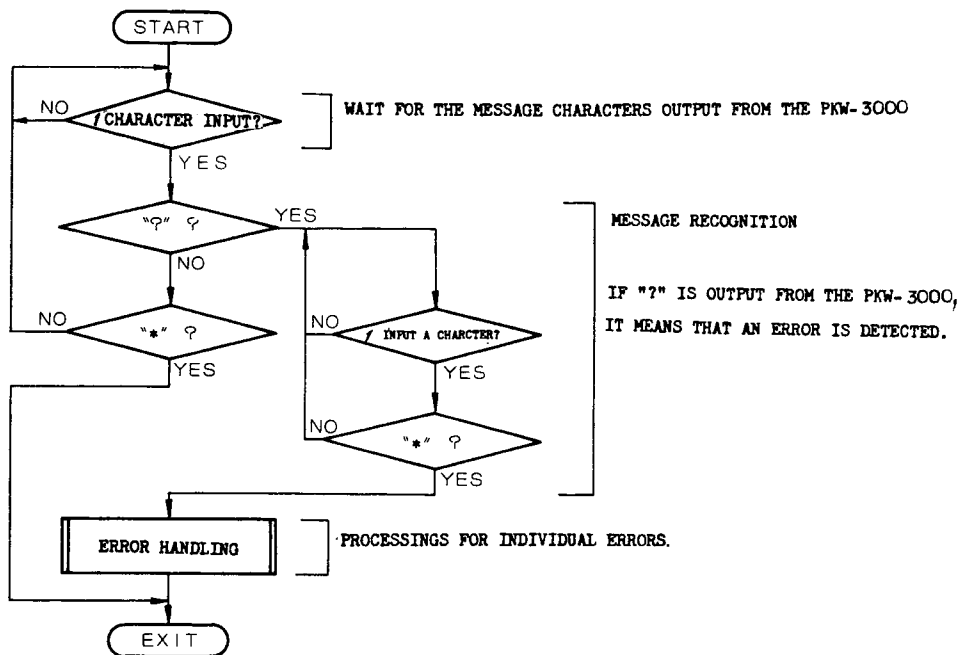 START
NO
1 CHARACTER INPUT?
WAIT FOR THE MESSAGE CHARACTERS OUTPUT FROM THE PKW-3000
YES
"?" ?
YES
MESSAGE RECOGNITION
NO
IF "?" IS OUTPUT FROM THE PKW-3000,
IT MEANS THAT AN ERROR IS DETECTED.
NO
"*" ?
YES
NO
1 INPUT A CHARCTER?
YES
NO
"*" ?
YES
ERROR HANDLING
PROCESSINGS FOR INDIVIDUAL ERRORS.
EXIT